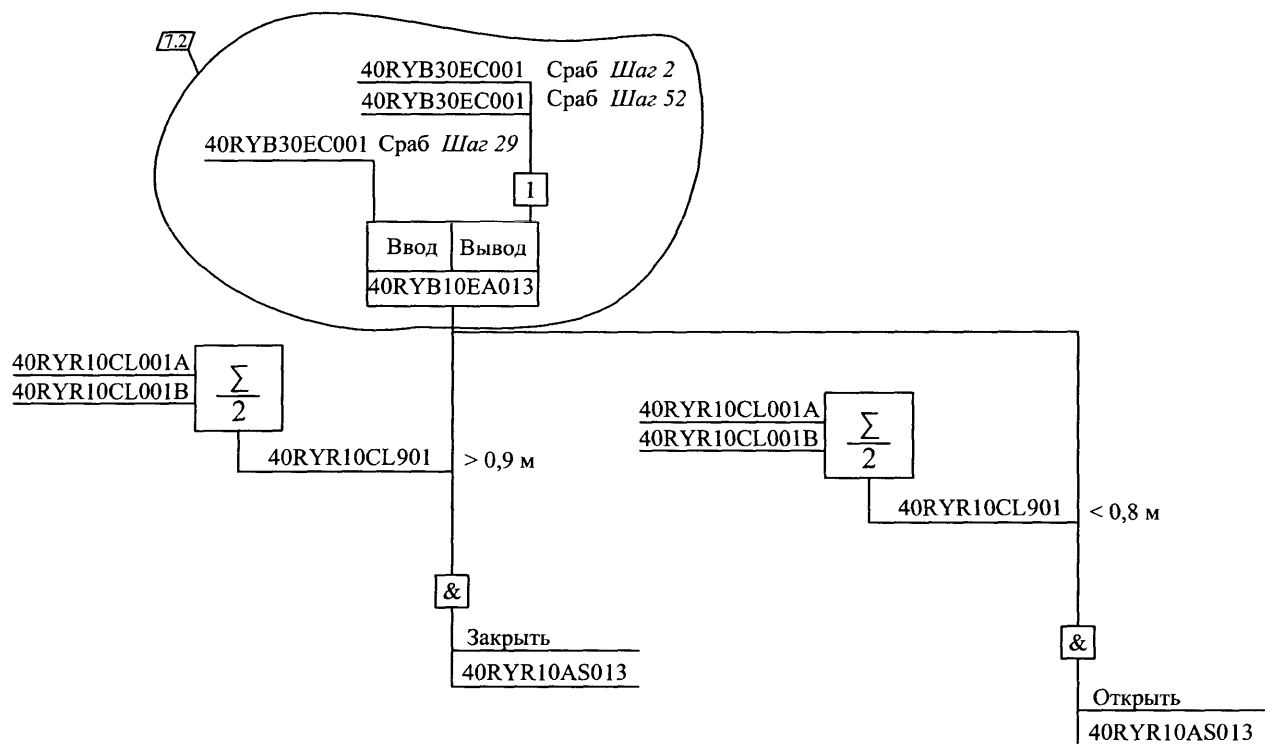 7.2
40RYB30EC001 Сраб Шаг 2
40RYB30EC001 Сраб Шаг 52
40RYB30EC001 Сраб Шаг 29
1
Ввод Вывод
40RYB10EA013
40RYR10CL001A
40RYR10CL001B
∑
2
40RYR10CL901 > 0,9 м
40RYR10CL001A
40RYR10CL001B
∑
2
40RYR10CL901 < 0,8 м
&
Закрыть
40RYR10AS013
&
Открыть
40RYR10AS013